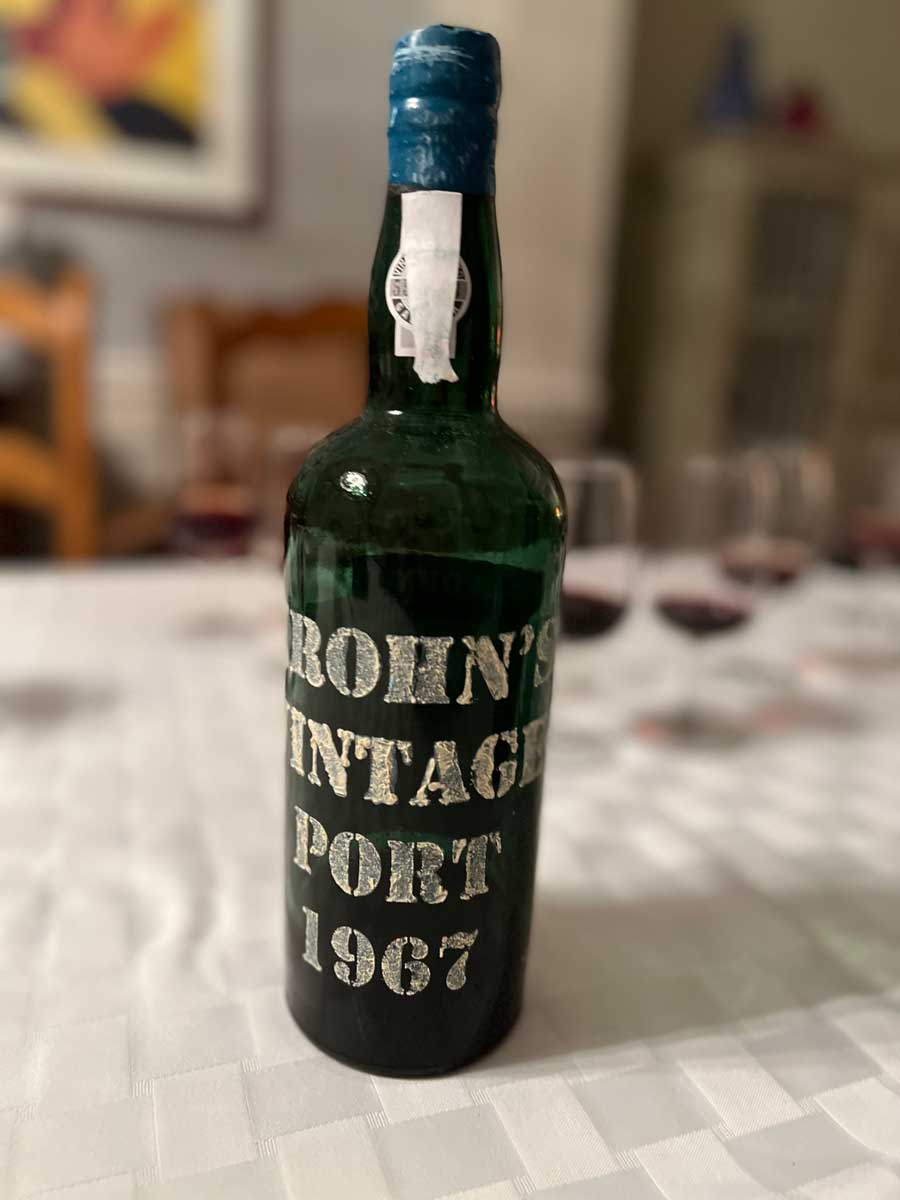 ROHN'S
INTAGE
PORT
1967